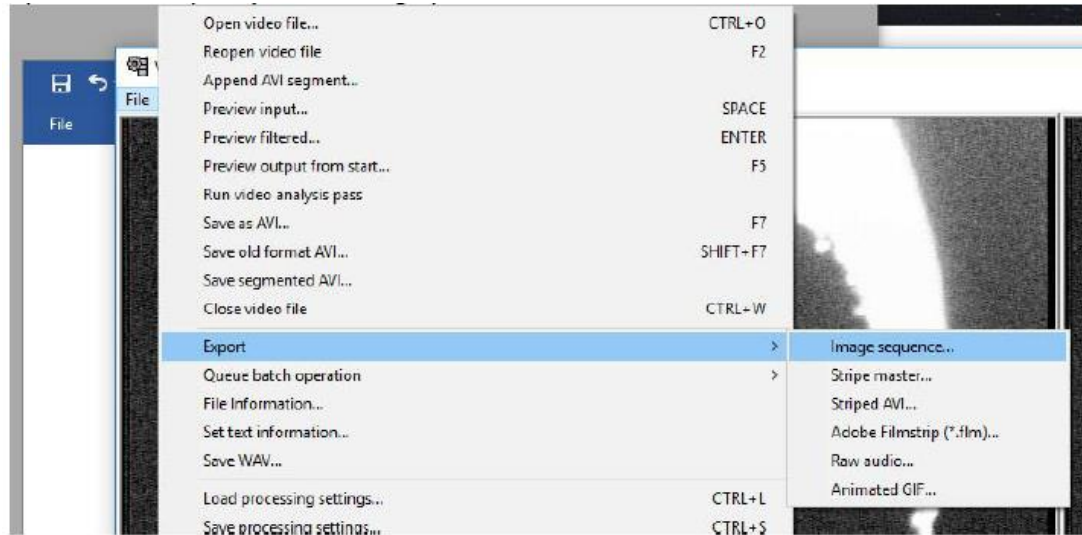 Open video file... CTRL+O
Reopen video file F2
Append AVI segment...
File
File
Preview input... SPACE
Preview filtered... ENTER
Preview output from start... F5
Run video analysis pass
Save as AVI... F7
Save old format AVI... SHIFT+F7
Save segmented AVI...
Close video file CTRL+W
Export > Image sequence...
Queue batch operation > Stripe master...
File Information... Striped AVI...
Set text information... Adobe Filmstrip (*.flm)...
Save WAV... Raw audio...
Animated GIF...
Load processing settings... CTRL+L
Save processing settings... CTRL+S